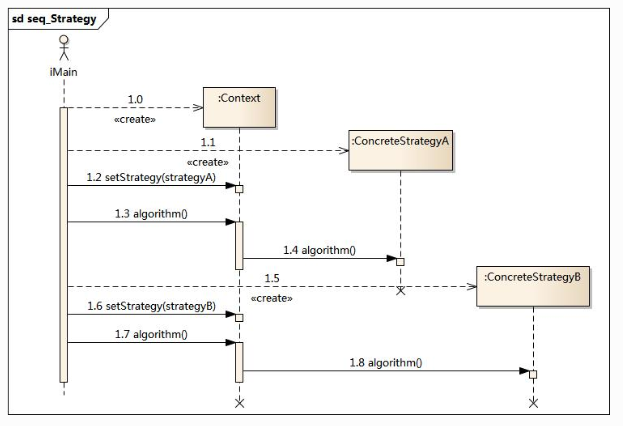 sd seq_Strategy
iMain
1.0
:Context
«create»
1.1
:ConcreteStrategyA
«create»
1.2 setStrategy(strategyA)
1.3 algorithm()
1.4 algorithm()
1.5
:ConcreteStrategyB
«create»
1.6 setStrategy(strategyB)
1.7 algorithm()
1.8 algorithm()